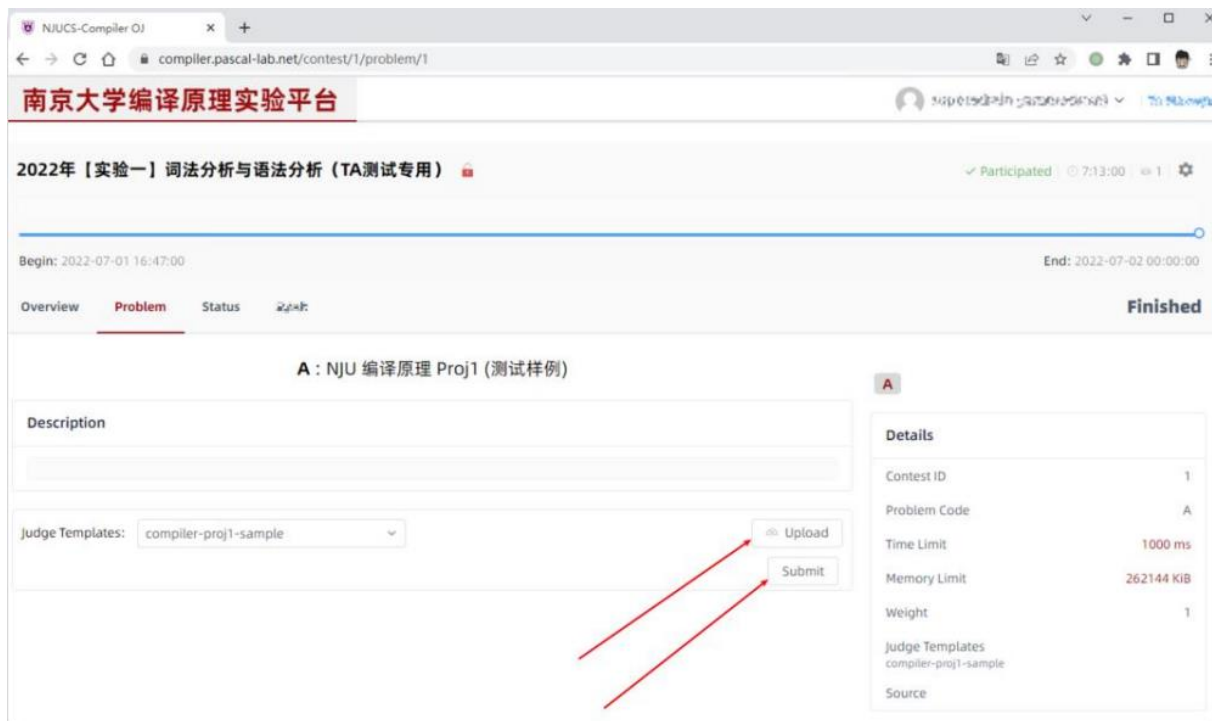 NJUCS-Compiler OJ
compiler.pascal-lab.net/contest/1/problem/1
南京大学编译原理实验平台
2022年【实验一】词法分析与语法分析（TA测试专用）
Participated 7:13:00 1
Begin: 2022-07-01 16:47:00
End: 2022-07-02 00:00:00
Overview Problem Status
Finished
A : NJU 编译原理 Proj1 (测试样例)
A
Description
Judge Templates: compiler-proj1-sample
Upload
Submit
Details
Contest ID 1
Problem Code A
Time Limit 1000 ms
Memory Limit 262144 KiB
Weight 1
Judge Templates
compiler-proj1-sample
Source